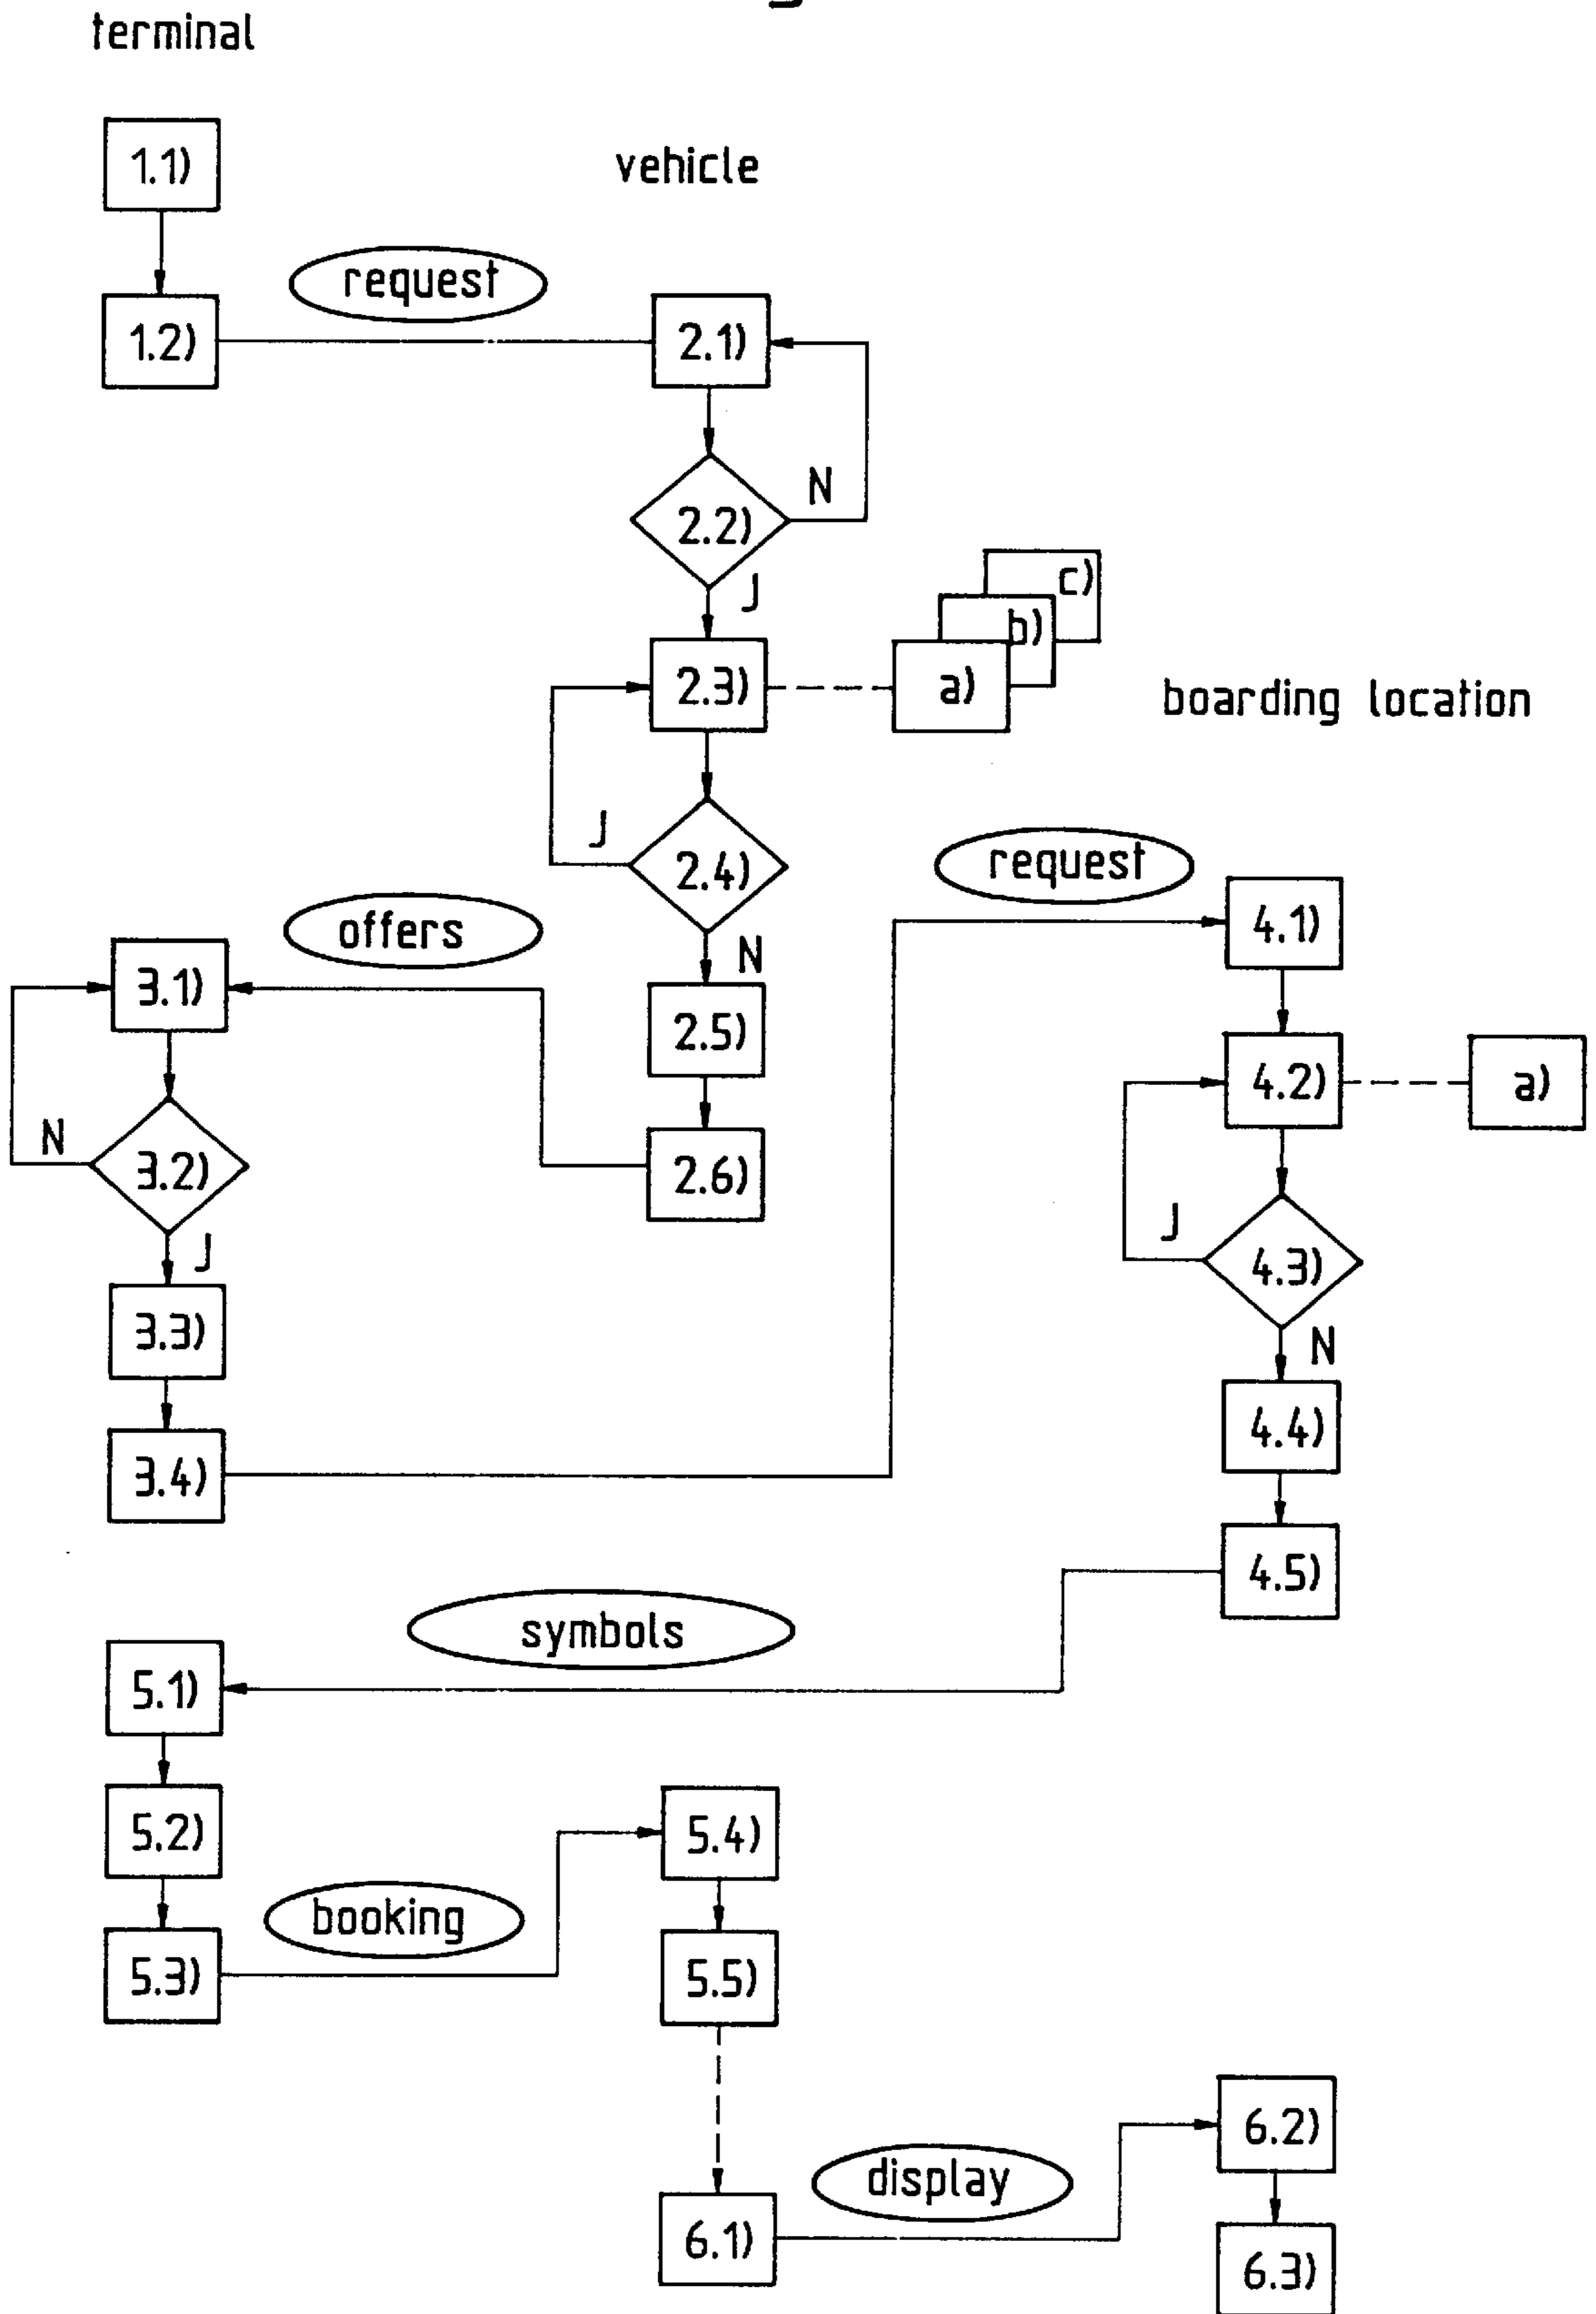 terminal
1.1)
vehicle
request
1.2)
2.1)
N
2.2)
J
c)
b)
2.3)
a)
boarding location
J
2.4)
request
4.1)
offers
N
3.1)
2.5)
4.2)
a)
N
3.2)
2.6)
J
J
4.3)
3.3)
N
4.4)
3.4)
4.5)
symbols
5.1)
5.2)
5.4)
booking
5.3)
5.5)
6.2)
display
6.1)
6.3)